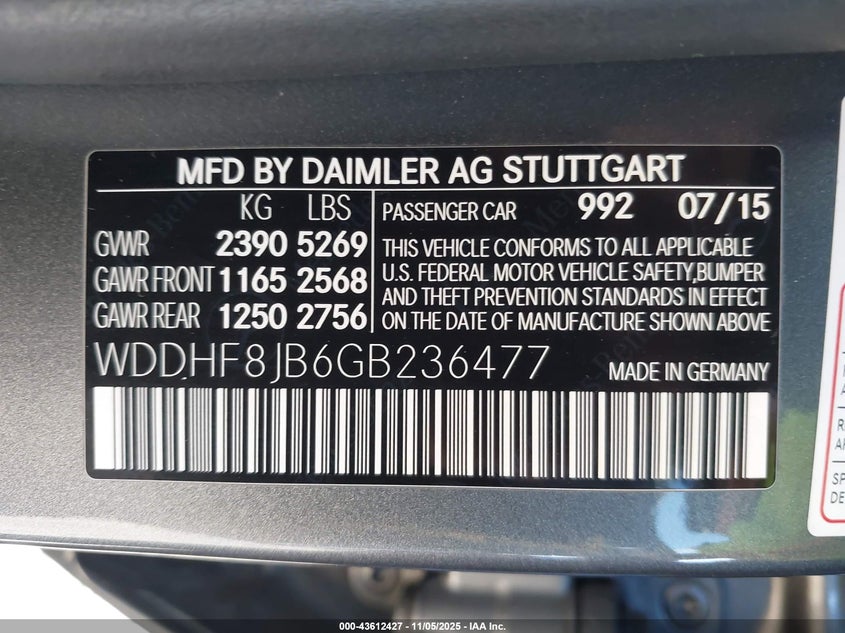 MFD BY DAIMLER AG STUTTGART
KG LBS
GVWR 2390 5269
GAWR FRONT 1165 2568
GAWR REAR 1250 2756
PASSENGER CAR 992 07/15
THIS VEHICLE CONFORMS TO ALL APPLICABLE
U.S. FEDERAL MOTOR VEHICLE SAFETY,BUMPER
AND THEFT PREVENTION STANDARDS IN EFFECT
ON THE DATE OF MANUFACTURE SHOWN ABOVE
WDDHF8JB6GB236477 MADE IN GERMANY
000-43612427 - 11/05/2025 - IAA Inc.